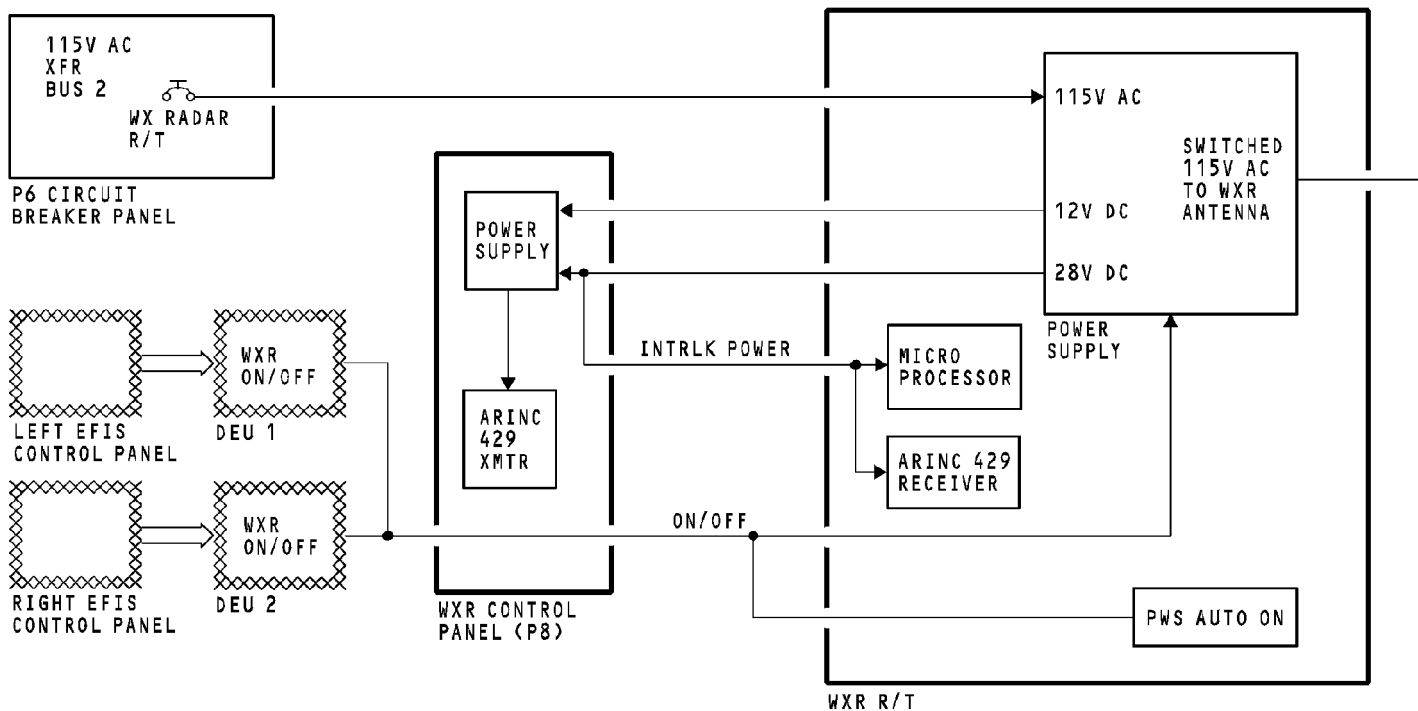 115V AC
XFR
BUS 2
WX RADAR
R/T
P6 CIRCUIT
BREAKER PANEL
115V AC
SWITCHED
115V AC
TO WXR
ANTENNA
12V DC
28V DC
POWER
SUPPLY
POWER
SUPPLY
INTRLK POWER
MICRO
PROCESSOR
ARINC 429
RECEIVER
ARINC
429
XMTR
WXR
ON/OFF
LEFT EFIS
CONTROL PANEL
DEU 1
WXR
ON/OFF
RIGHT EFIS
CONTROL PANEL
DEU 2
ON/OFF
WXR CONTROL
PANEL (P8)
PWS AUTO ON
WXR R/T